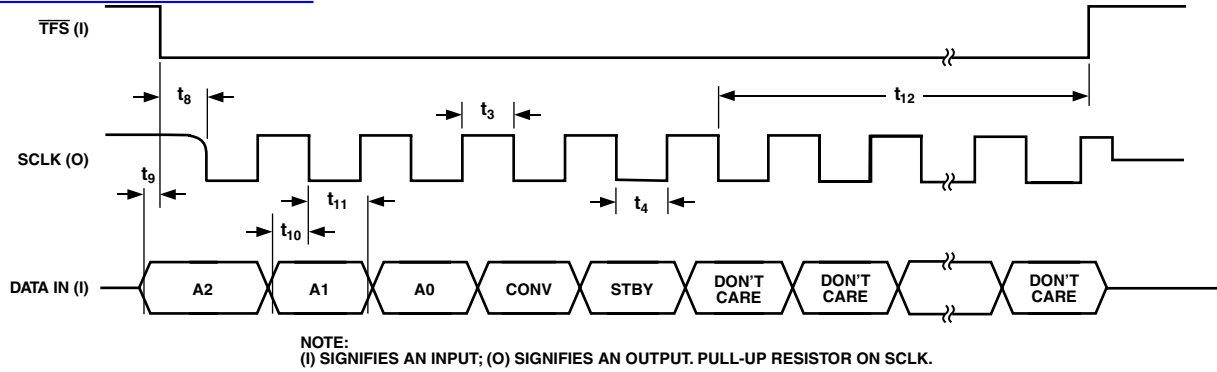 TFS (I)
t8
t3
t12
SCLK (O)
t9
t11
t4
t10
DATA IN (I)
A2
A1
A0
CONV
STBY
DON'T
CARE
DON'T
CARE
DON'T
CARE
NOTE:
(I) SIGNIFIES AN INPUT; (O) SIGNIFIES AN OUTPUT. PULL-UP RESISTOR ON SCLK.